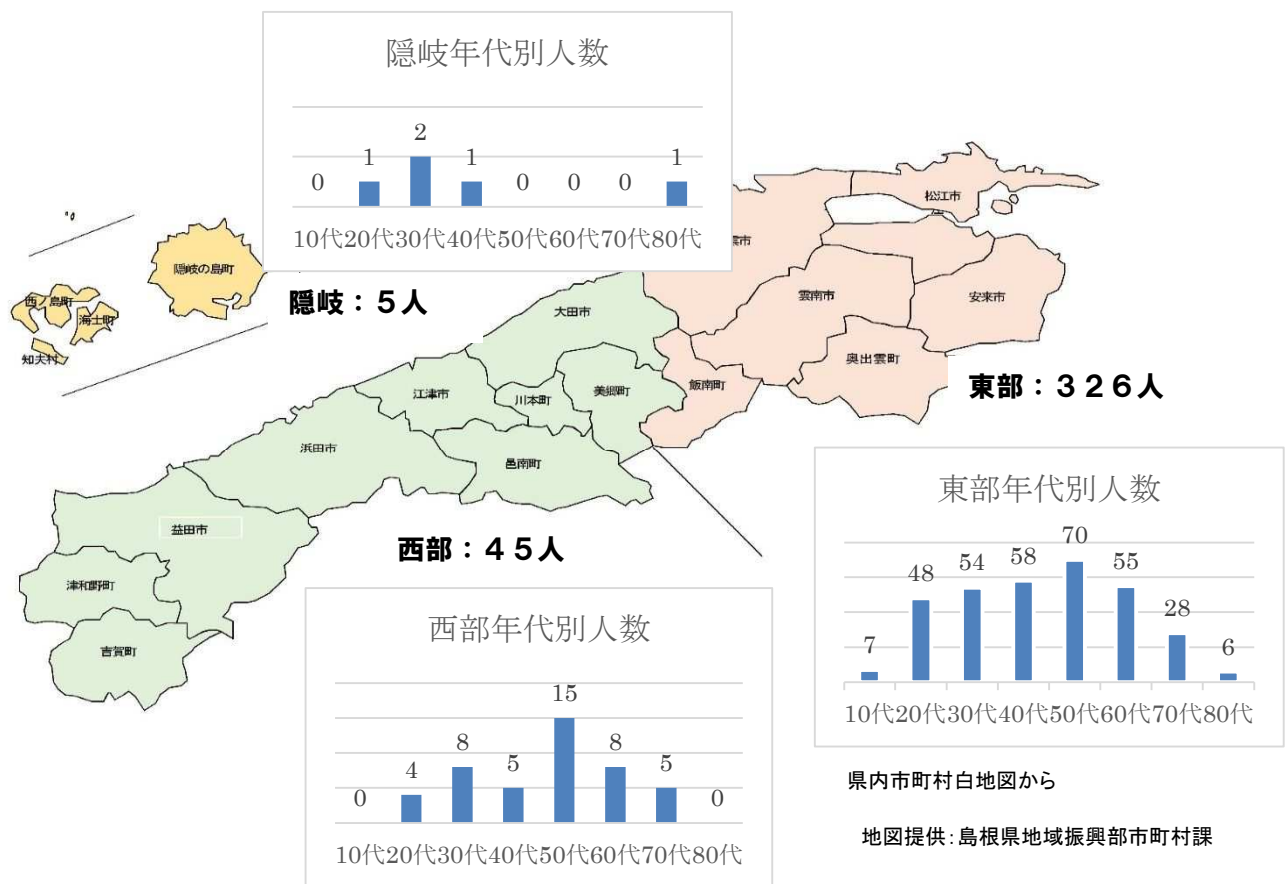 隠岐年代別人数
0 1 2 1 0 0 0 1
10代20代30代40代50代60代70代80代
隠岐：５人
隠岐の島町
西ノ島町
海士町
知夫村
松江市
雲市
雲南市
安来市
奥出雲町
飯南町
東部：３２６人
大田市
江津市
川本町
美郷町
浜田市
邑南町
益田市
津和野町
吉賀町
西部：４５人
東部年代別人数
7 48 54 58 70 55 28 6
10代20代30代40代50代60代70代80代
西部年代別人数
0 4 8 5 15 8 5 0
10代20代30代40代50代60代70代80代
県内市町村白地図から
地図提供：島根県地域振興部市町村課